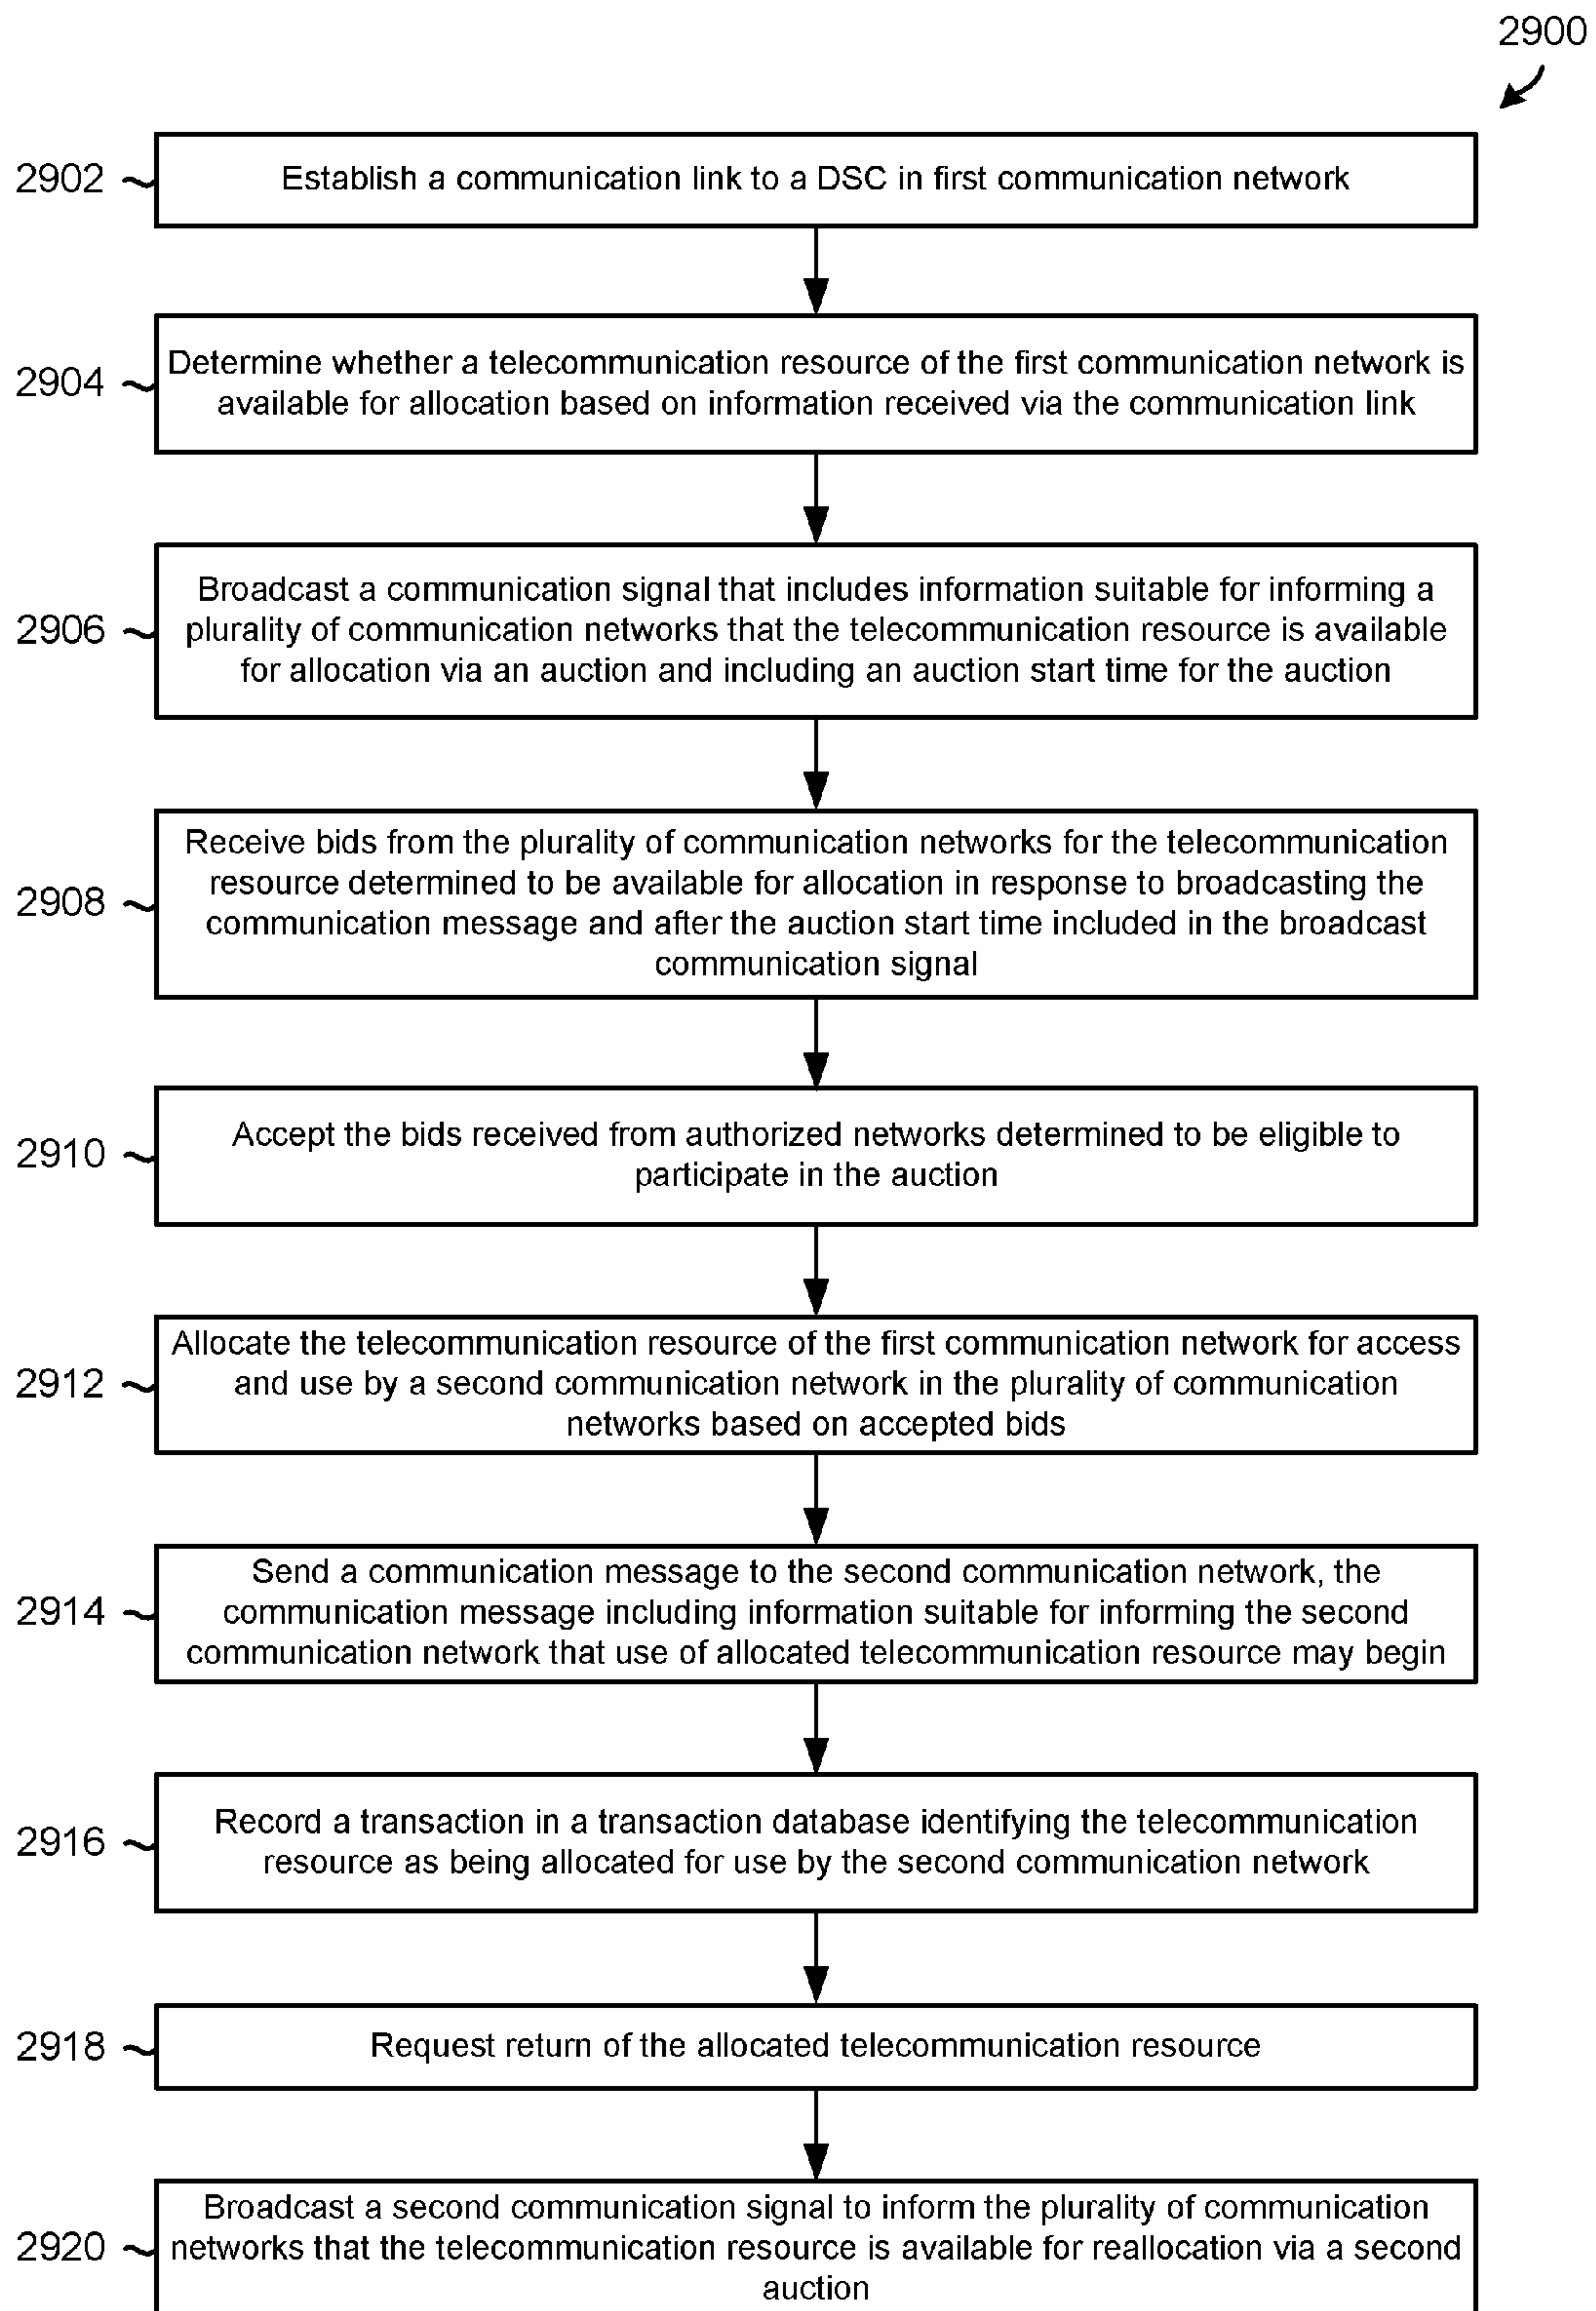 2900
2902
Establish a communication link to a DSC in first communication network
2904
Determine whether a telecommunication resource of the first communication network is
available for allocation based on information received via the communication link
2906
Broadcast a communication signal that includes information suitable for informing a
plurality of communication networks that the telecommunication resource is available
for allocation via an auction and including an auction start time for the auction
2908
Receive bids from the plurality of communication networks for the telecommunication
resource determined to be available for allocation in response to broadcasting the
communication message and after the auction start time included in the broadcast
communication signal
2910
Accept the bids received from authorized networks determined to be eligible to
participate in the auction
2912
Allocate the telecommunication resource of the first communication network for access
and use by a second communication network in the plurality of communication
networks based on accepted bids
2914
Send a communication message to the second communication network, the
communication message including information suitable for informing the second
communication network that use of allocated telecommunication resource may begin
2916
Record a transaction in a transaction database identifying the telecommunication
resource as being allocated for use by the second communication network
2918
Request return of the allocated telecommunication resource
2920
Broadcast a second communication signal to inform the plurality of communication
networks that the telecommunication resource is available for reallocation via a second
auction